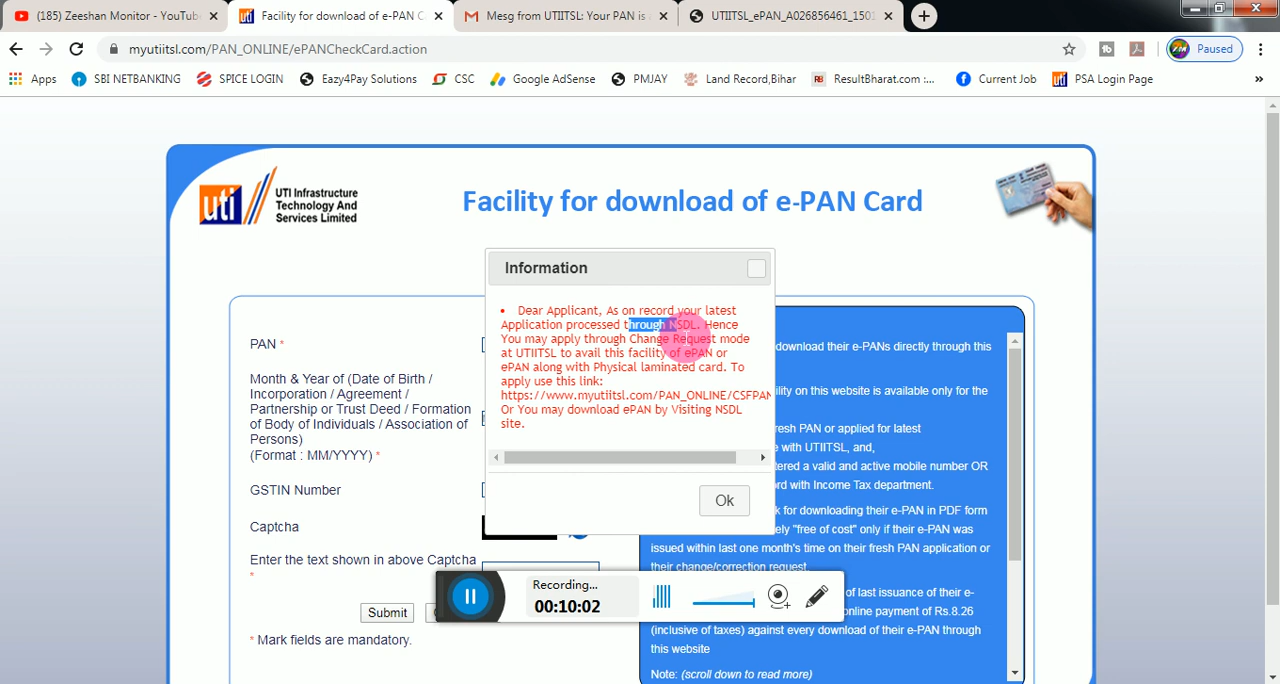 (185) Zeeshan Monitor - YouTub
Facility for download of e-PAN C
Mesg from UTIITSL: Your PAN is
UTIITSL_ePAN_A026856461_1501
myutiitsl.com/PAN_ONLINE/ePANCheckCard.action
Paused
Apps
SBI NETBANKING
SPICE LOGIN
Eazy4Pay Solutions
CSC
Google AdSense
PMJAY
Land Record,Bihar
ResultBharat.com :...
Current Job
PSA Login Page
»
uti
UTI Infrastructure
Technology And
Services Limited
Facility for download of e-PAN Card
Information
• Dear Applicant, As on record your latest
Application processed through NSDL. Hence
You may apply through Change Request mode
at UTIITSL to avail this facility of ePAN or
ePAN along with Physical laminated card. To
apply use this link:
https://www.myutiitsl.com/PAN_ONLINE/CSFPAN
Or You may download ePAN by Visiting NSDL
site.
Ok
PAN *
Month & Year of (Date of Birth /
Incorporation / Agreement /
Partnership or Trust Deed / Formation
of Body of Individuals / Association of
Persons)
(Format : MM/YYYY) *
GSTIN Number
Captcha
Enter the text shown in above Captcha
*
Submit
* Mark fields are mandatory.
download their e-PANs directly through this
ility on this website is available only for the
resh PAN or applied for latest
e with UTIITSL, and,
tered a valid and active mobile number OR
rd with Income Tax department.
k for downloading their e-PAN in PDF form
ely "free of cost" only if their e-PAN was
issued within last one month's time on their fresh PAN application or
their change/correction request.
of last issuance of their e-
online payment of Rs.8.26
(inclusive of taxes) against every download of their e-PAN through
this website
Note: (scroll down to read more)
Recording...
00:10:02